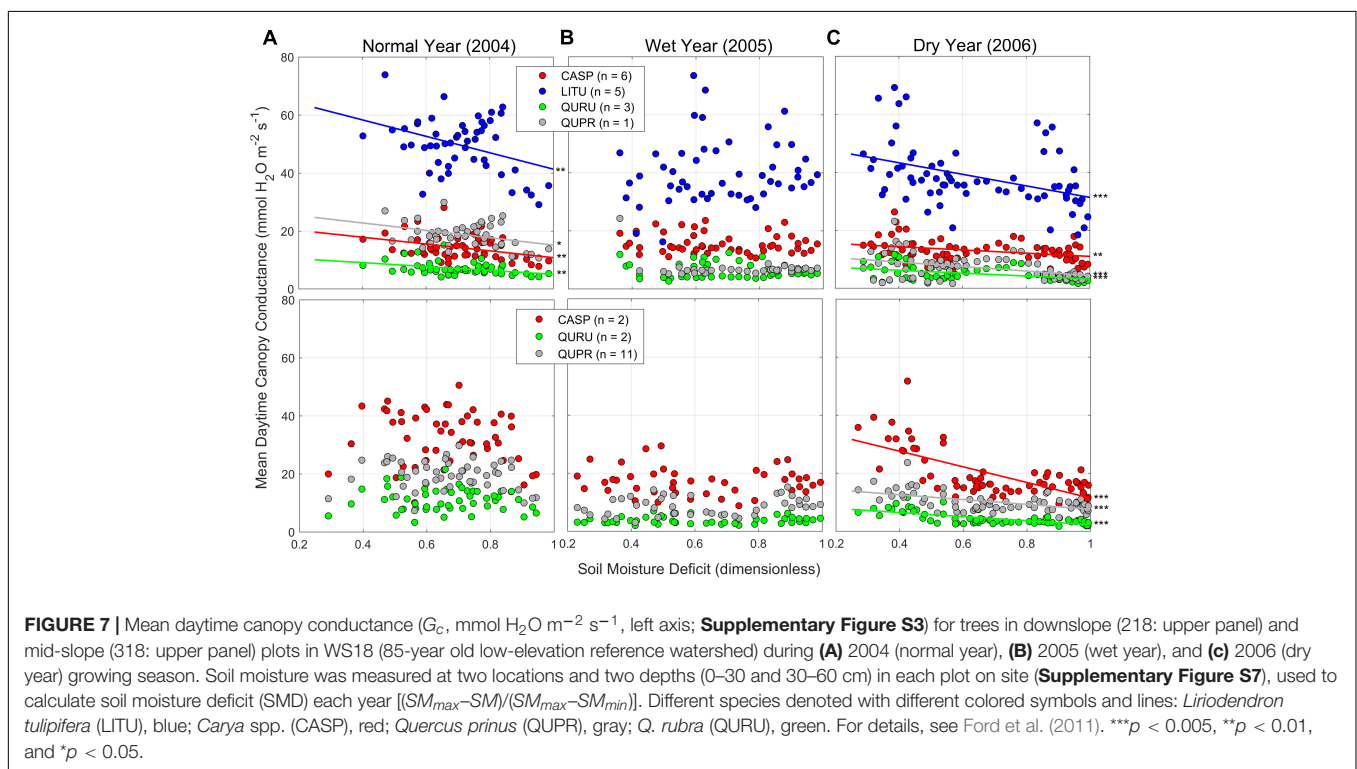 A Normal Year (2004)
B Wet Year (2005)
C Dry Year (2006)
Mean Daytime Canopy Conductance (mmol H2O m-2 s-1)
80
60
40
20
0
CASP (n = 6)
LITU (n = 5)
QURU (n = 3)
QUPR (n = 1)
**
*
**
**
***
**
***
***
80
60
40
20
0
CASP (n = 2)
QURU (n = 2)
QUPR (n = 11)
***
***
***
0.2 0.4 0.6 0.8 1
0.2 0.4 0.6 0.8 1
0.2 0.4 0.6 0.8 1
Soil Moisture Deficit (dimensionless)
FIGURE 7 | Mean daytime canopy conductance (Gc, mmol H2O m−2 s−1, left axis; Supplementary Figure S3) for trees in downslope (218: upper panel) and
mid-slope (318: upper panel) plots in WS18 (85-year old low-elevation reference watershed) during (A) 2004 (normal year), (B) 2005 (wet year), and (c) 2006 (dry
year) growing season. Soil moisture was measured at two locations and two depths (0–30 and 30–60 cm) in each plot on site (Supplementary Figure S7), used to
calculate soil moisture deficit (SMD) each year [(SMmax–SM)/(SMmax–SMmin)]. Different species denoted with different colored symbols and lines: Liriodendron
tulipifera (LITU), blue; Carya spp. (CASP), red; Quercus prinus (QUPR), gray; Q. rubra (QURU), green. For details, see Ford et al. (2011). ***p < 0.005, **p < 0.01,
and *p < 0.05.